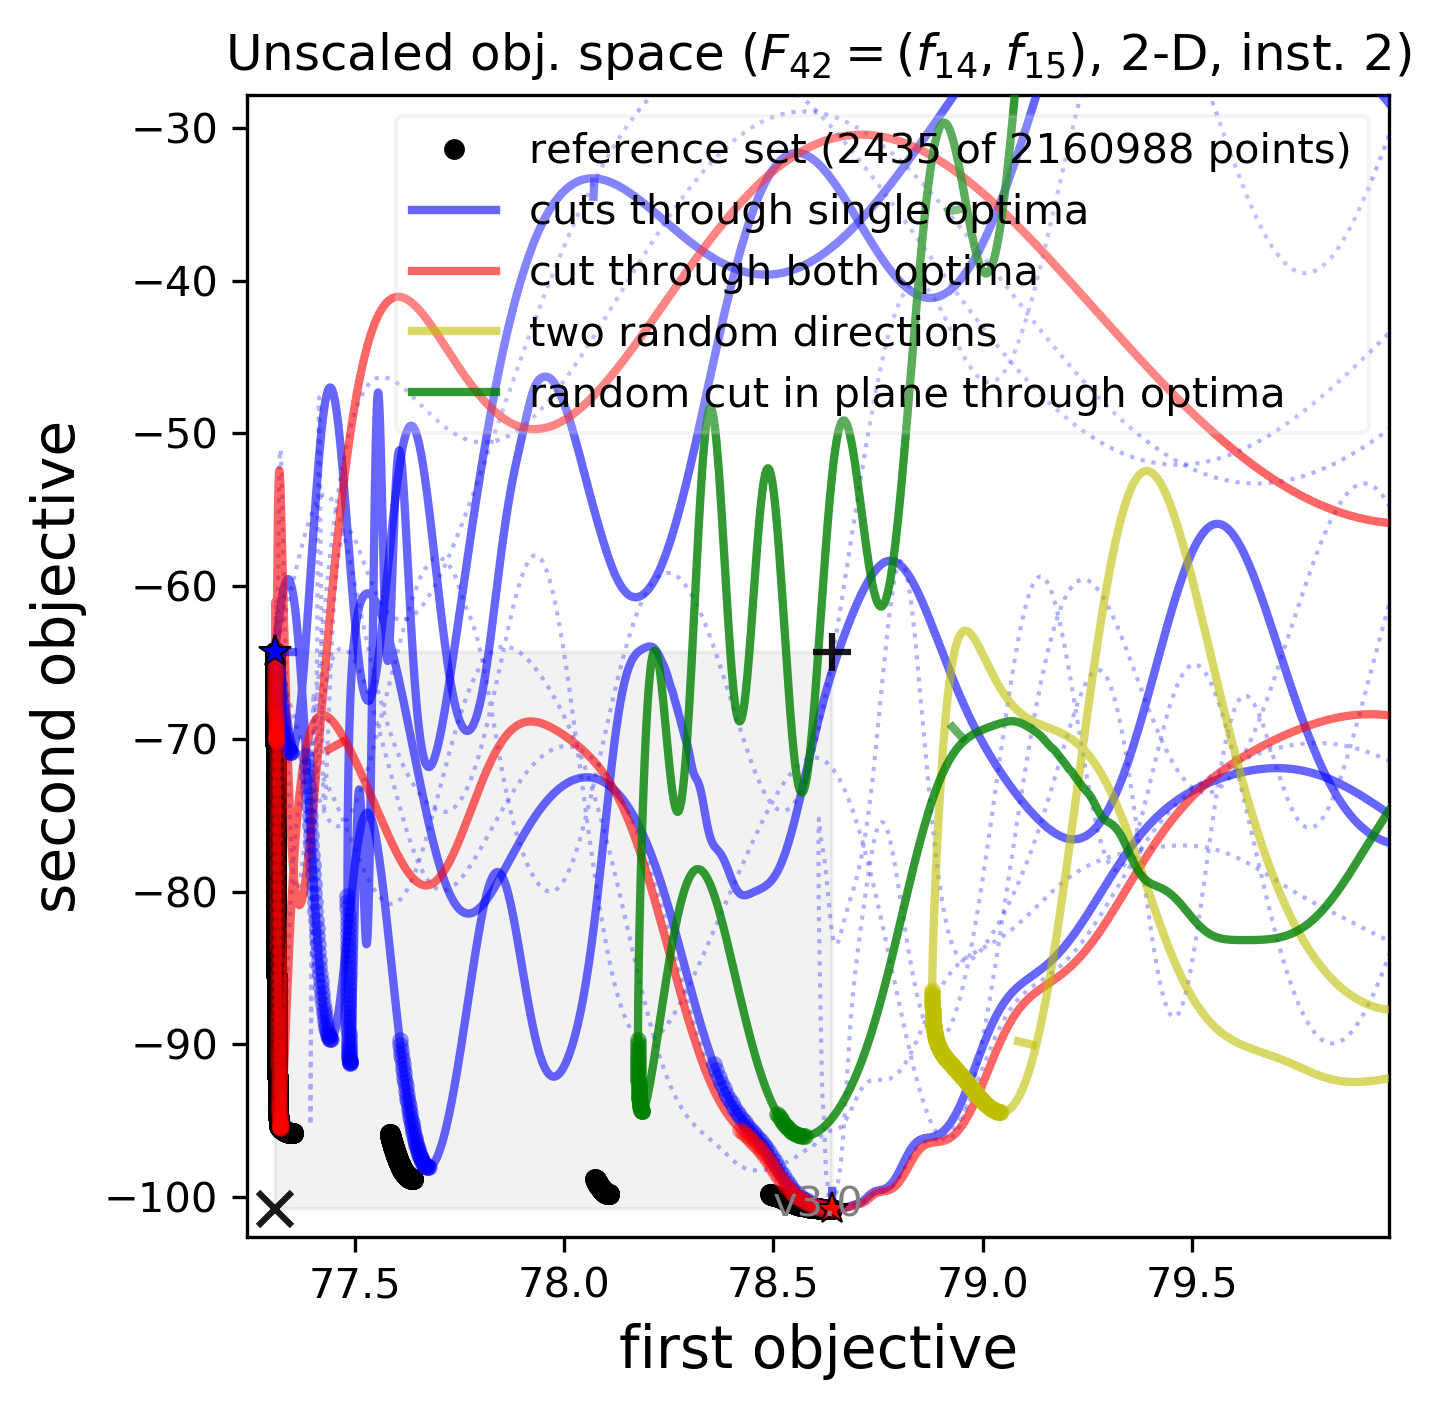 Unscaled obj. space (F₄₂ = (f₁₄, f₁₅), 2-D, inst. 2)
reference set (2435 of 2160988 points)
cuts through single optima
cut through both optima
two random directions
random cut in plane through optima
−30
−40
−50
−60
−70
−80
−90
−100
second objective
v3.0
77.5
78.0
78.5
79.0
79.5
first objective